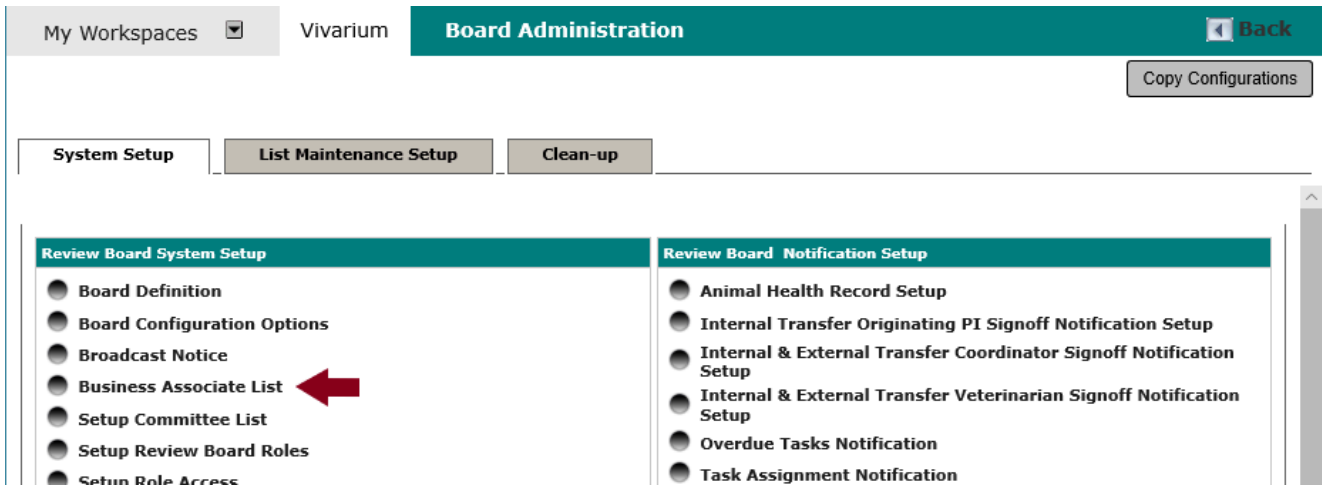 My Workspaces
Vivarium
Board Administration
Back
Copy Configurations
System Setup
List Maintenance Setup
Clean-up
Review Board System Setup
Board Definition
Board Configuration Options
Broadcast Notice
Business Associate List
Setup Committee List
Setup Review Board Roles
Setup Role Access
Review Board Notification Setup
Animal Health Record Setup
Internal Transfer Originating PI Signoff Notification Setup
Internal & External Transfer Coordinator Signoff Notification
Setup
Internal & External Transfer Veterinarian Signoff Notification
Setup
Overdue Tasks Notification
Task Assignment Notification